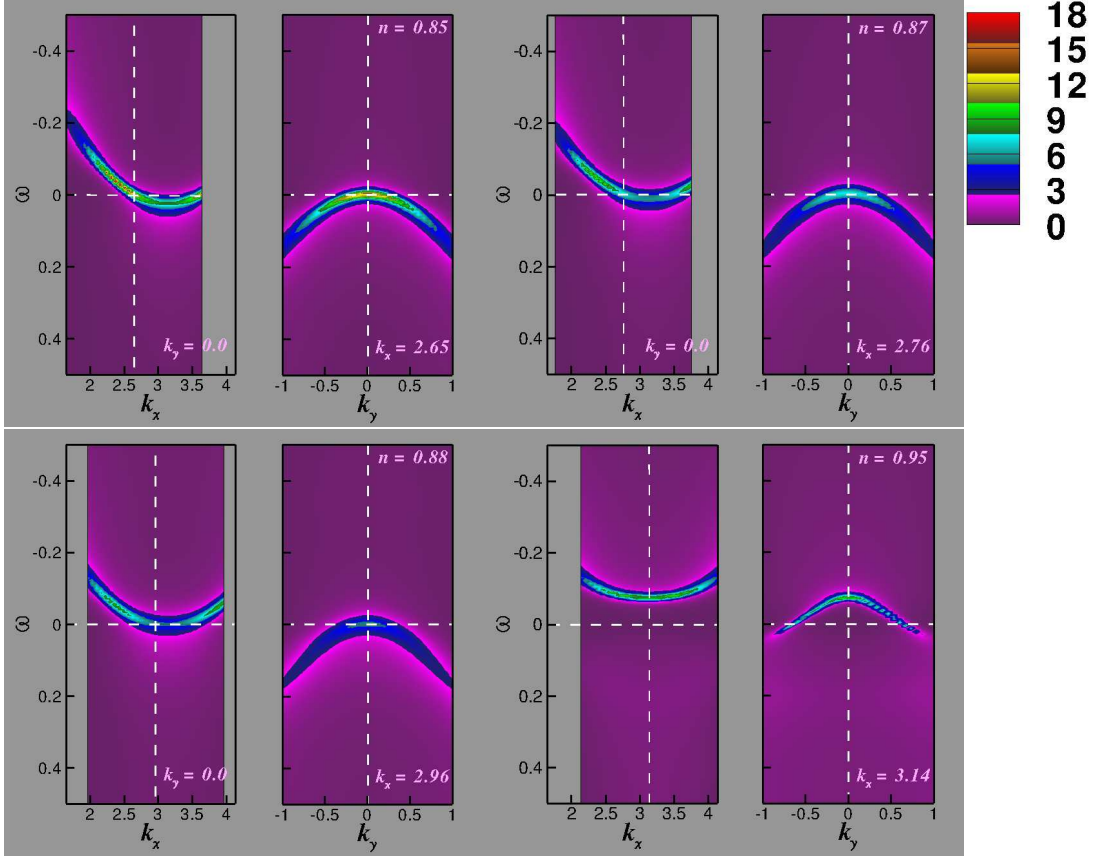 n = 0.85
n = 0.87
18
15
12
9
6
3
0
-0.4
-0.2
0
0.2
0.4
ω
-0.4
-0.2
0
0.2
0.4
ω
k_y = 0.0
k_x = 2.65
k_y = 0.0
k_x = 2.76
2 2.5 3 3.5 4
-1 -0.5 0 0.5 1
2 2.5 3 3.5 4
-1 -0.5 0 0.5 1
k_x
k_y
k_x
k_y
n = 0.88
n = 0.95
-0.4
-0.2
0
0.2
0.4
ω
-0.4
-0.2
0
0.2
0.4
ω
k_y = 0.0
k_x = 2.96
k_x = 3.14
2 2.5 3 3.5 4
-1 -0.5 0 0.5 1
2 2.5 3 3.5 4
-1 -0.5 0 0.5 1
k_x
k_y
k_x
k_y